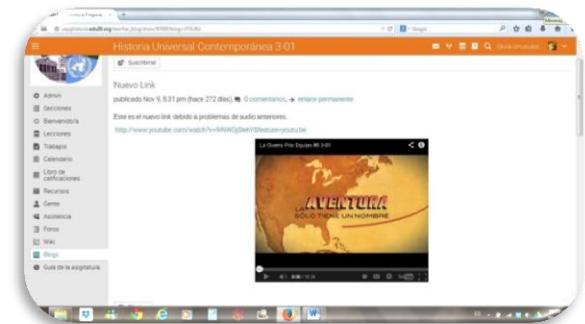 Historia Universal Contemporánea 3-01
Suscribirse
Nuevo Link
publicado Nov 9, 5:31 pm (hace 272 días), 0 comentarios, enlace permanente
Este es el nuevo link debido a problemas de audio anteriores.
Admin
Secciones
Bienvenido/a
Lecciones
Trabajos
Calendario
Libro de
calificaciones
Recursos
Gente
Asistencia
Foros
Wiki
Blogs
Guía de la asignatura
La Guerra Fría Equipo #8 3-01
LA AVENTURA
SÓLO TIENE UN NOMBRE